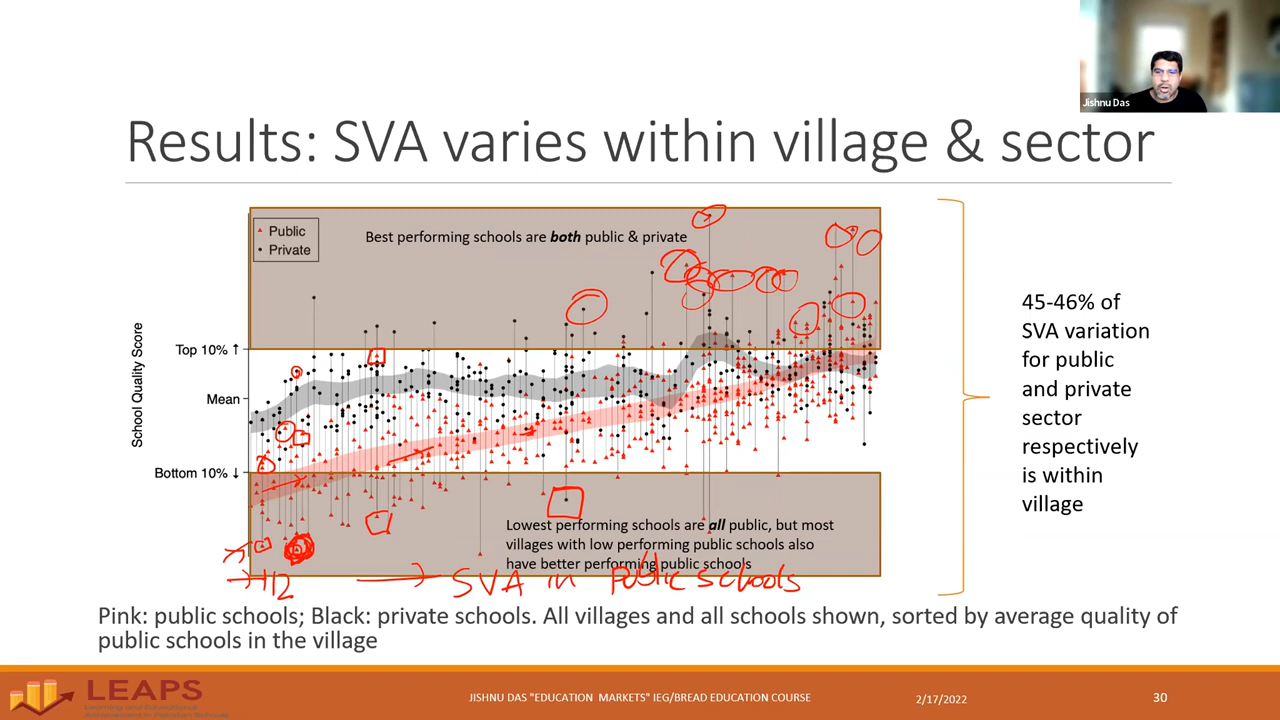 Jishnu Das
Results: SVA varies within village & sector
Public
Private
Best performing schools are both public & private
School Quality Score
Top 10% ↑
Mean
Bottom 10% ↓
Lowest performing schools are all public, but most
villages with low performing public schools also
have better performing public schools
SVA in Public schools
45-46% of
SVA variation
for public
and private
sector
respectively
is within
village
Pink: public schools; Black: private schools. All villages and all schools shown, sorted by average quality of
public schools in the village
LEAPS
JISHNU DAS "EDUCATION MARKETS" IEG/BREAD EDUCATION COURSE
2/17/2022
30